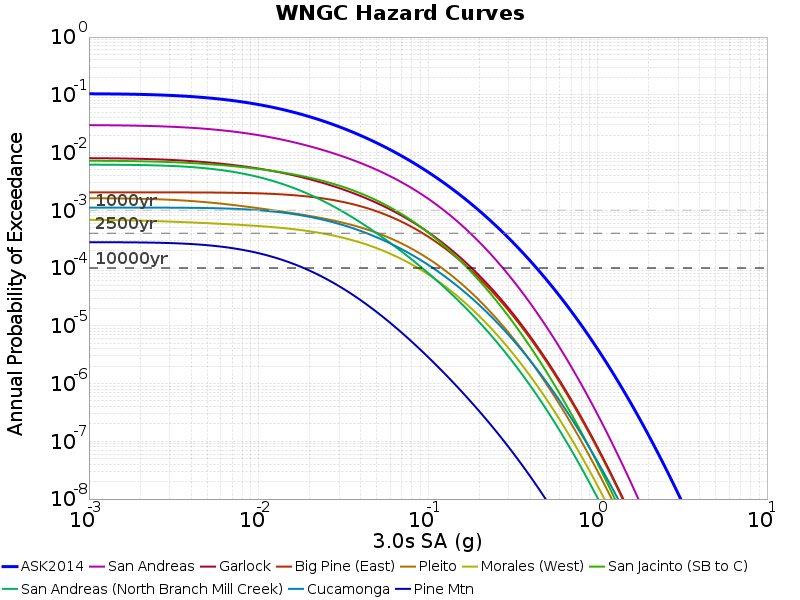 WNGC Hazard Curves
10^0
10^-1
10^-2
10^-3
10^-4
10^-5
10^-6
10^-7
10^-8
Annual Probability of Exceedance
1000yr
2500yr
10000yr
10^-3 10^-2 10^-1 10^0 10^1
3.0s SA (g)
ASK2014 San Andreas Garlock Big Pine (East) Pleito Morales (West) San Jacinto (SB to C)
San Andreas (North Branch Mill Creek) Cucamonga Pine Mtn